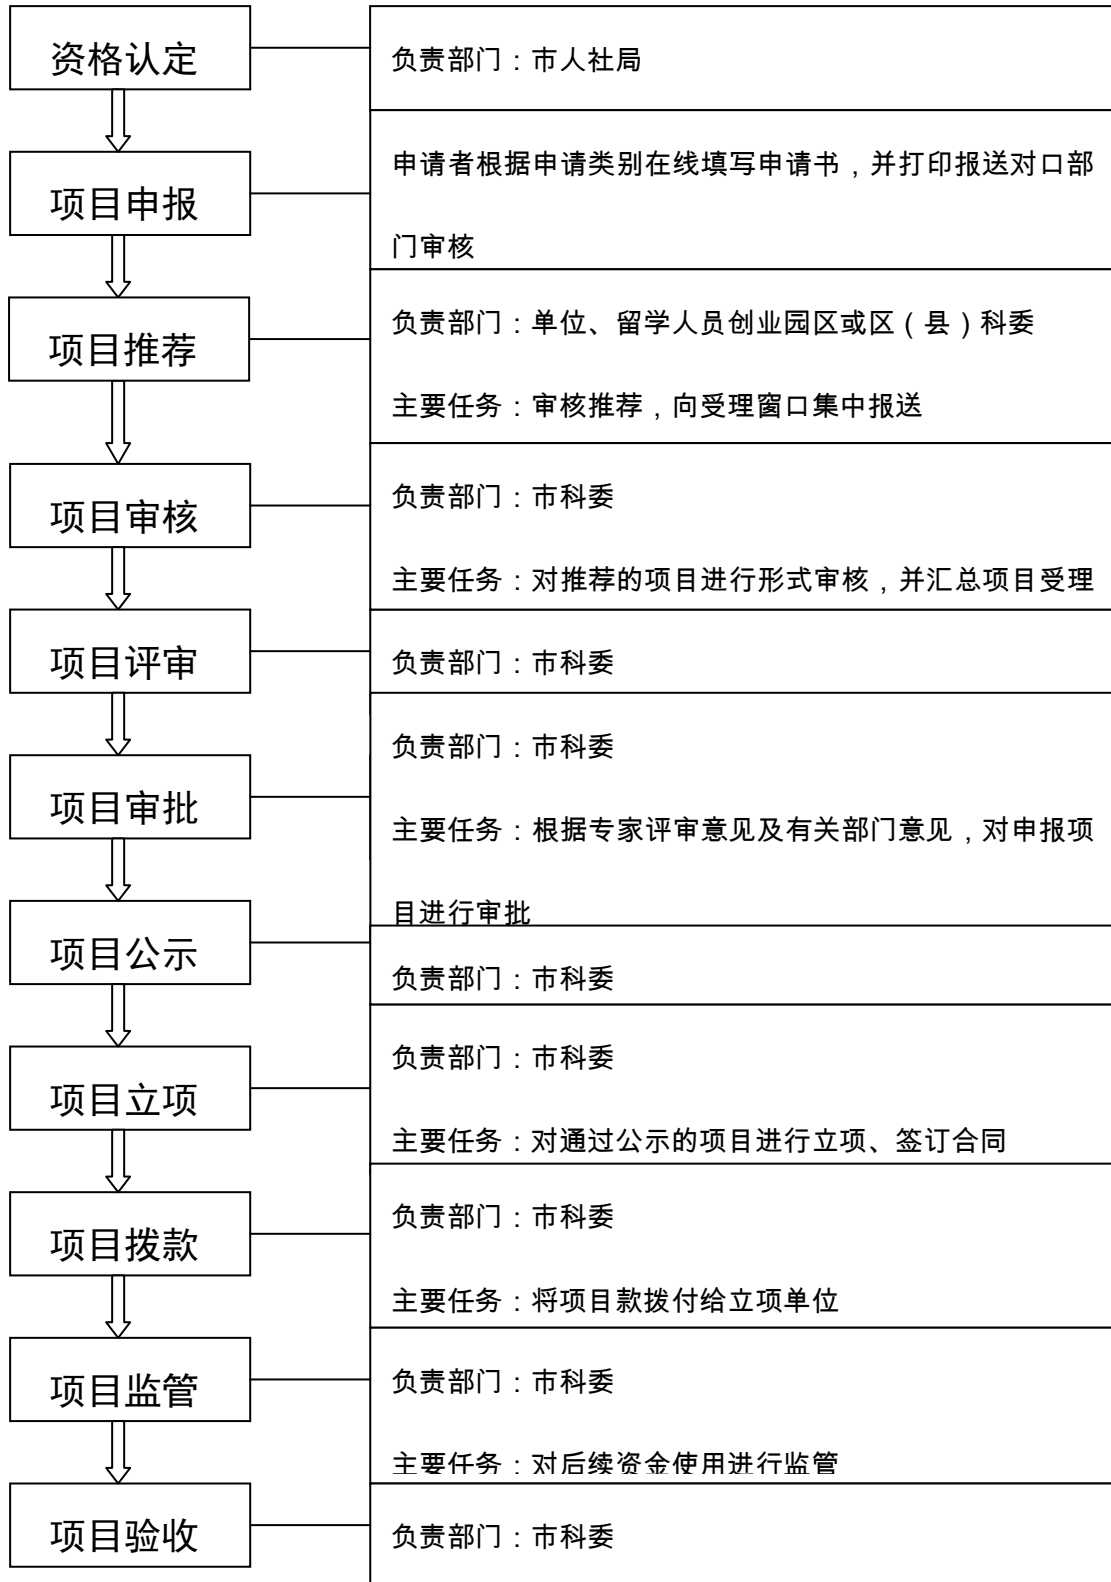 资格认定
负责部门：市人社局
项目申报
申请者根据申请类别在线填写申请书，并打印报送对口部
门审核
项目推荐
负责部门：单位、留学人员创业园区或区（县）科委
主要任务：审核推荐，向受理窗口集中报送
项目审核
负责部门：市科委
主要任务：对推荐的项目进行形式审核，并汇总项目受理
项目评审
负责部门：市科委
项目审批
负责部门：市科委
主要任务：根据专家评审意见及有关部门意见，对申报项
目进行审批
项目公示
负责部门：市科委
项目立项
负责部门：市科委
主要任务：对通过公示的项目进行立项、签订合同
项目拨款
负责部门：市科委
主要任务：将项目款拨付给立项单位
项目监管
负责部门：市科委
主要任务：对后续资金使用进行监管
项目验收
负责部门：市科委